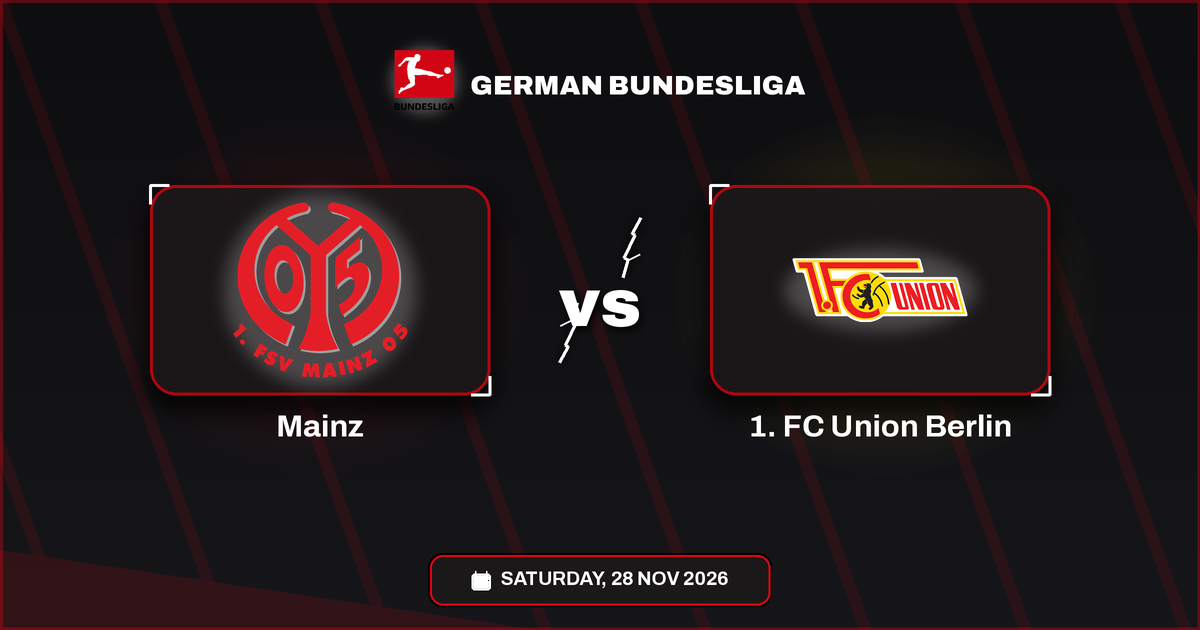 BUNDESLIGA
GERMAN BUNDESLIGA
05
1. FSV MAINZ 05
VS
1.FC UNION
Mainz
1. FC Union Berlin
SATURDAY, 28 NOV 2026